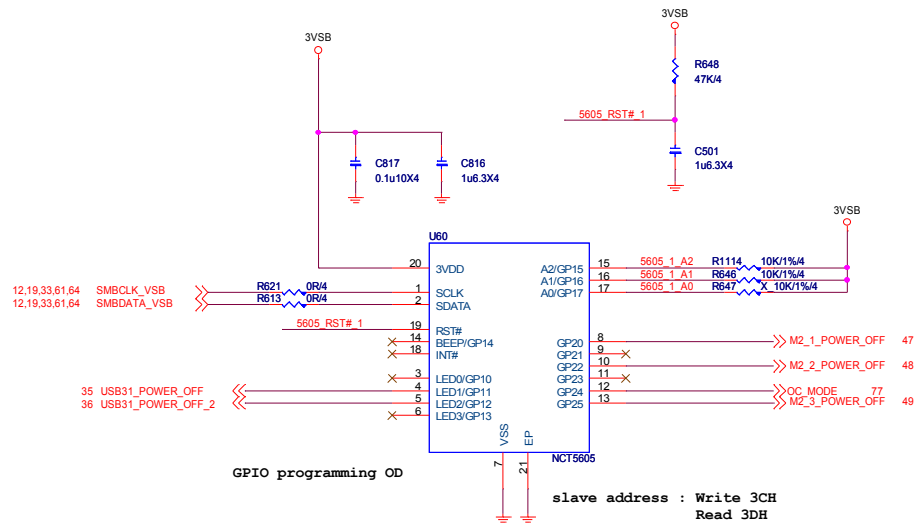 3VSB
R648
47K/4
5605_RST#_1
C501
1u6.3X4
3VSB
C817
0.1u10X4
C816
1u6.3X4
3VSB
U60
20 3VDD
1 SCLK
2 SDATA
19 RST#
14 BEEP/GP14
18 INT#
3 LED0/GP10
4 LED1/GP11
5 LED2/GP12
6 LED3/GP13
A2/GP15 15 5605_1_A2 R1114 10K/1%/4
A1/GP16 16 5605_1_A1 R646 10K/1%/4
A0/GP17 17 5605_1_A0 R647 X_10K/1%/4
12,19,33,61,64 SMBCLK_VSB R621 0R/4
12,19,33,61,64 SMBDATA_VSB R613 0R/4
5605_RST#_1
35 USB31_POWER_OFF
36 USB31_POWER_OFF_2
GP20 8 M2_1_POWER_OFF 47
GP21 9
GP22 10 M2_2_POWER_OFF 48
GP23 11
GP24 12 OC_MODE 77
GP25 13 M2_3_POWER_OFF 49
VSS 7
EP 21
NCT5605
GPIO programming OD
slave address : Write 3CH
Read 3DH